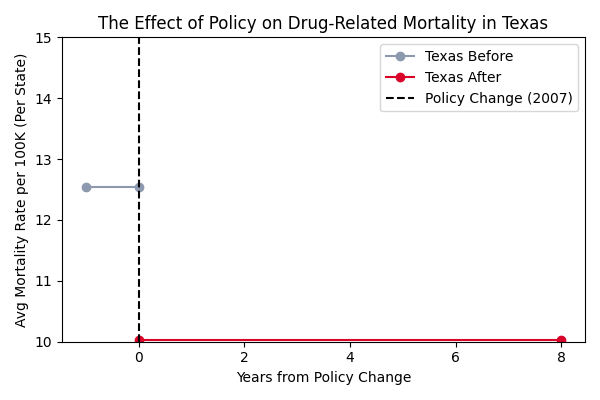 The Effect of Policy on Drug-Related Mortality in Texas
Avg Mortality Rate per 100K (Per State)
15
14
13
12
11
10
Texas Before
Texas After
Policy Change (2007)
0 2 4 6 8
Years from Policy Change